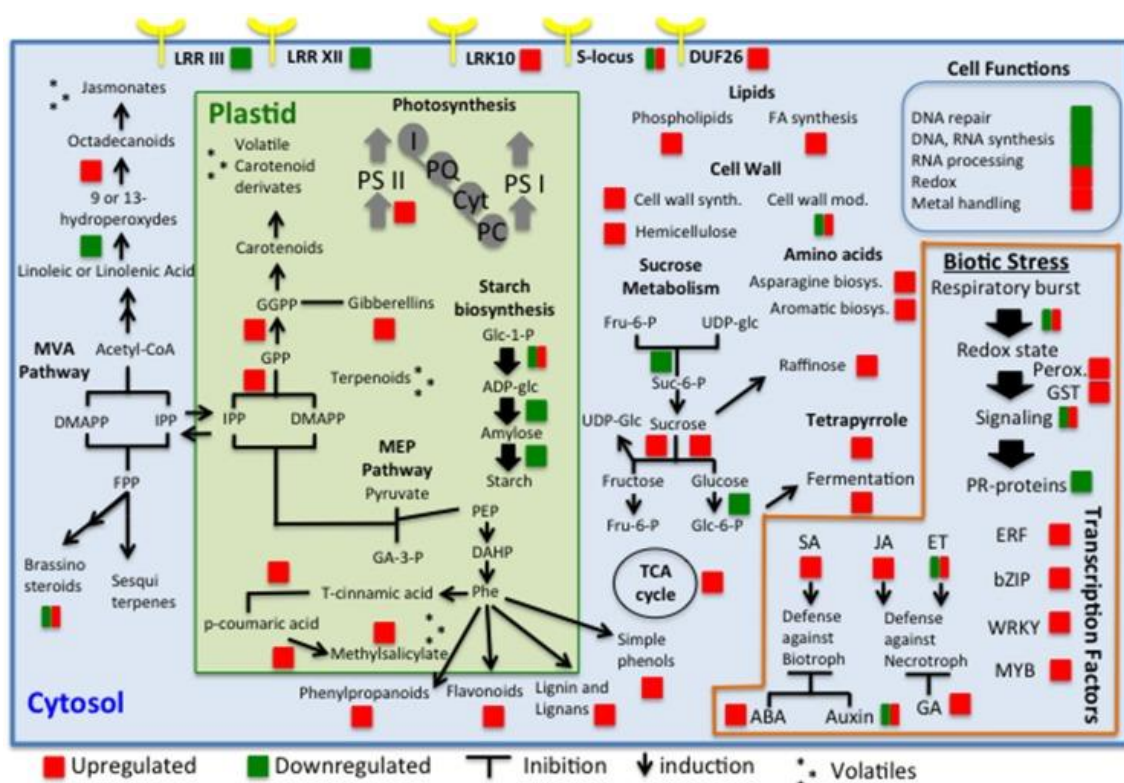 LRR III
LRR XII
LRK10
S-locus
DUF26
Jasmonates
Octadecanoids
9 or 13-
hydroperoxydes
Linoleic or Linolenic Acid
MVA
Pathway
Acetyl-CoA
DMAPP
IPP
FPP
Brassino
steroids
Sesqui
terpenes
Cytosol
Plastid
Volatile
Carotenoid
derivates
Carotenoids
GGPP
Gibberellins
GPP
Terpenoids
IPP
DMAPP
MEP
Pathway
Pyruvate
GA-3-P
Photosynthesis
PS II
I
PQ
Cyt
PC
PS I
Starch
biosynthesis
Glc-1-P
ADP-glc
Amylose
Starch
PEP
DAHP
Phe
T-cinnamic acid
p-coumaric acid
Methylsalicylate
Phenylpropanoids
Flavonoids
Lignin and
Lignans
Simple
phenols
Lipids
Phospholipids
FA synthesis
Cell Wall
Cell wall synth.
Cell wall mod.
Hemicellulose
Sucrose
Metabolism
Fru-6-P
UDP-glc
Suc-6-P
UDP-Glc
Sucrose
Fructose
Glucose
Fru-6-P
Glc-6-P
TCA
cycle
Amino acids
Asparagine biosys.
Aromatic biosys.
Raffinose
Tetrapyrrole
Fermentation
Cell Functions
DNA repair
DNA, RNA synthesis
RNA processing
Redox
Metal handling
Biotic Stress
Respiratory burst
Redox state
Perox.
GST
Signaling
PR-proteins
Transcription Factors
ERF
bZIP
WRKY
MYB
SA
JA
ET
Defense
against
Biotroph
Defense
against
Necrotroph
ABA
Auxin
GA
Upregulated
Downregulated
Inibition
induction
Volatiles